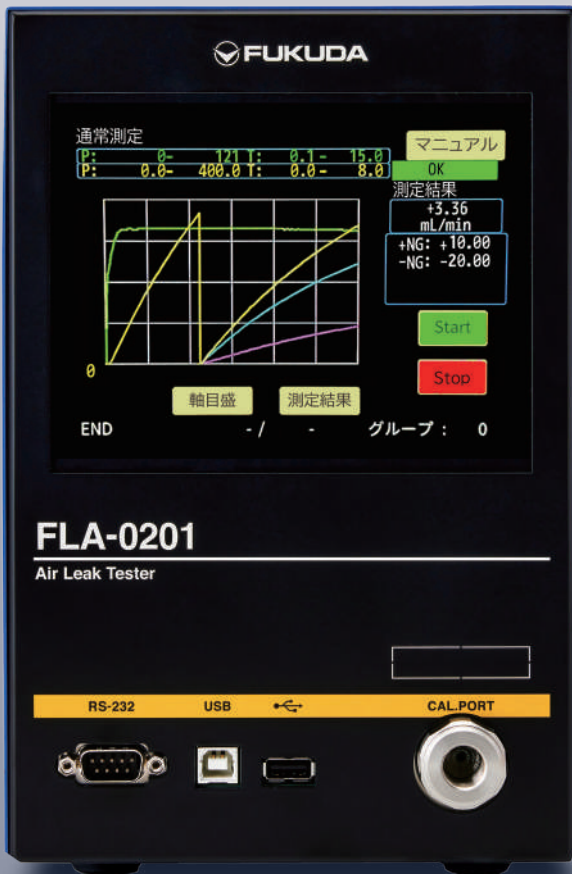 FUKUDA
通常測定
マニュアル
P: 0- 121 T: 0.1 - 15.0
P: 0.0- 400.0 T: 0.0 - 8.0
OK
測定結果
+3.36
mL/min
+NG: +10.00
-NG: -20.00
Start
Stop
0
軸目盛 測定結果
END - / - グループ : 0
FLA-0201
Air Leak Tester
RS-232 USB CAL.PORT